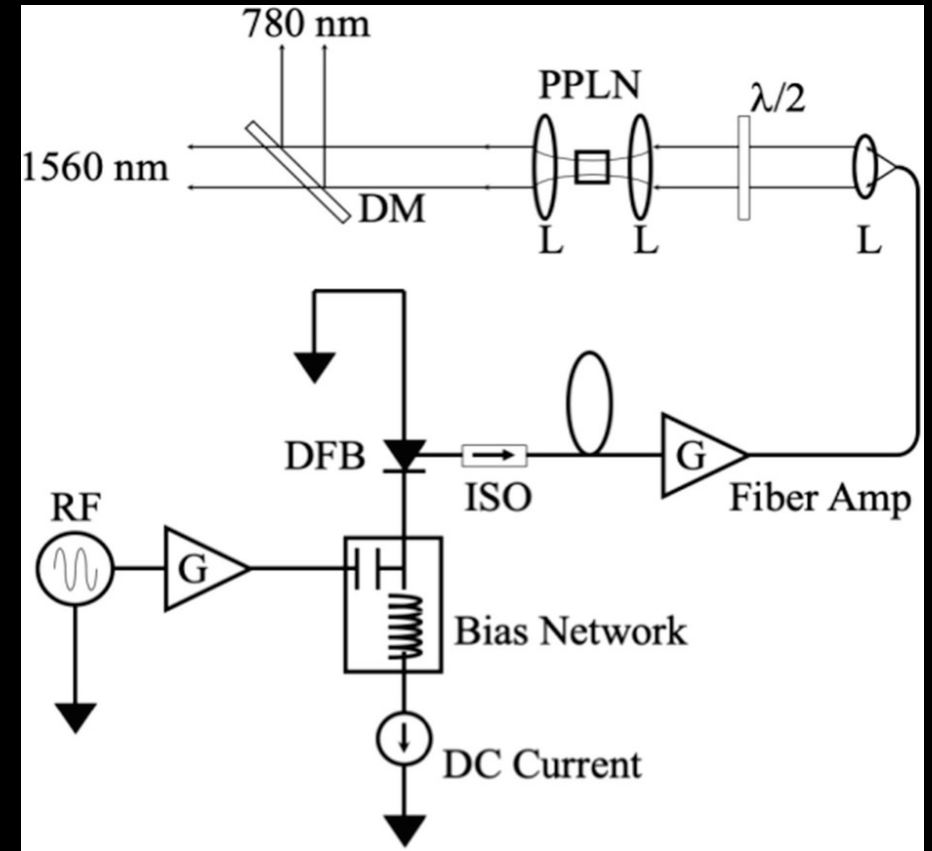 780 nm
PPLN
λ/2
1560 nm
DM
L
L
L
DFB
ISO
G
Fiber Amp
RF
G
Bias Network
DC Current